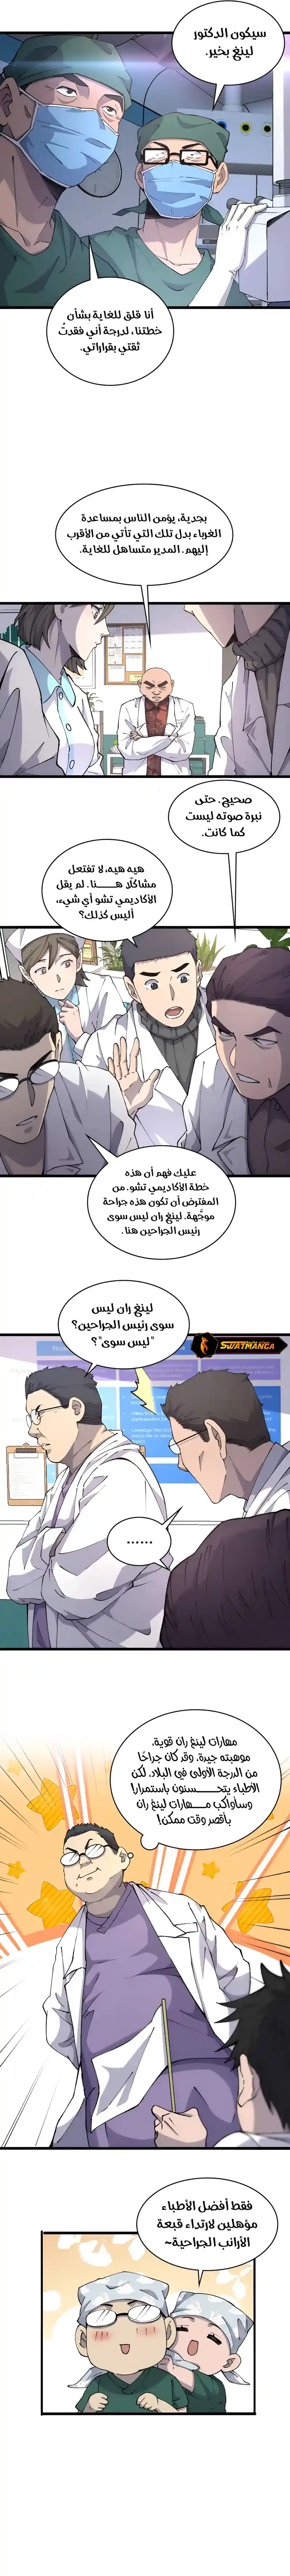 سيكون الدكتور
لينغ بخير.
أنا قلق للغاية بشأن
خطتنا، لدرجة أني فقدتُ
ثقتي بقراراتي.
بجدية، يؤمن الناس بمساعدة
الغرباء بدل تلك التي تأتي من الأقرب
إليهم. المدير متساهل للغاية.
صحيح. حتى
نبرة صوته ليست
كما كانت.
هيه هيه، لا تفتعل
مشاكلًا هـــنا. لم يقل
الأكاديمي تشو أي شيء،
أليس كذلك؟
عليك فهم أن هذه
خطة الأكاديمي تشو. من
المفترض أن تكون هذه جراحة
موجَّهة. لينغ ران ليس سوى
رئيس الجراحين هنا.
لينغ ران ليس
سوى رئيس الجراحين؟
"ليس سوى"؟
SWATMANGA
......
مهارات لينغ ران قوية.
موهبته جيدة. وقد كان جراحًا
من الدرجة الأولى في البلاد. لكن
الأطباء يتحـــسنون باستمرار!
وسأواكب مـــهارات لينغ ران
بأقصر وقت ممكن!
فقط أفضل الأطباء
مؤهلين لارتداء قبعة
الأرانب الجراحية~